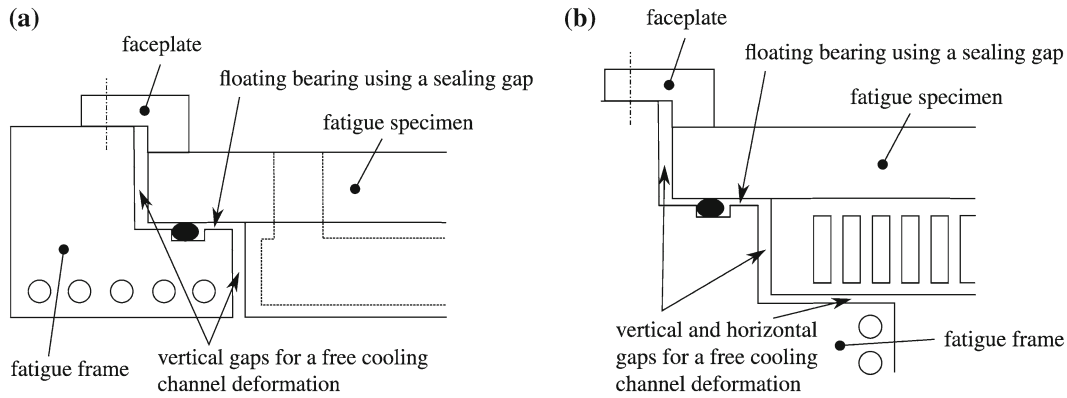 (a)
faceplate
floating bearing using a sealing gap
fatigue specimen
fatigue frame
vertical gaps for a free cooling
channel deformation
(b)
faceplate
floating bearing using a sealing gap
fatigue specimen
vertical and horizontal
gaps for a free cooling
channel deformation
fatigue frame